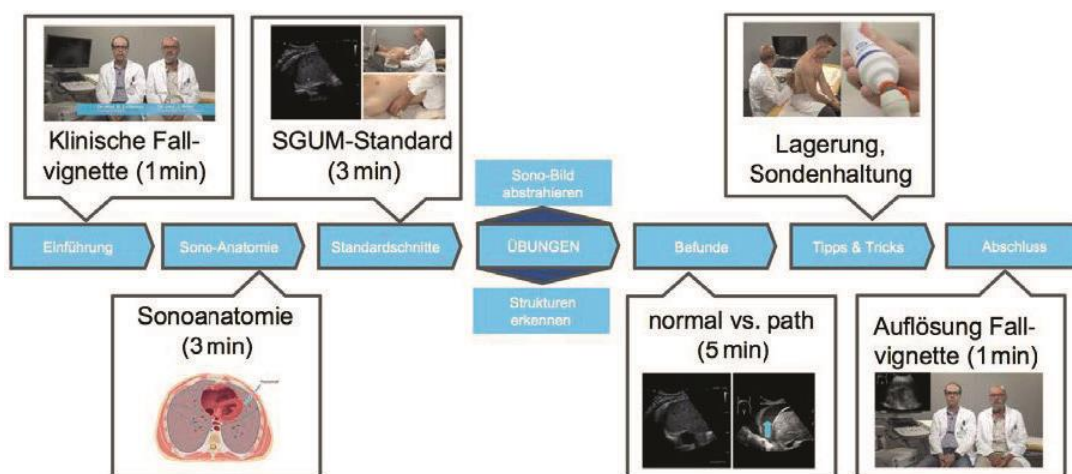 Klinische Fall-
vignette (1 min)
SGUM-Standard
(3 min)
Lagerung,
Sondenhaltung
Sono-Bild
abstrahieren
Einführung
Sono-Anatomie
Standardschnitte
ÜBUNGEN
Befunde
Tipps & Tricks
Abschluss
Strukturen
erkennen
Sonoanatomie
(3 min)
normal vs. path
(5 min)
Auflösung Fall-
vignette (1 min)